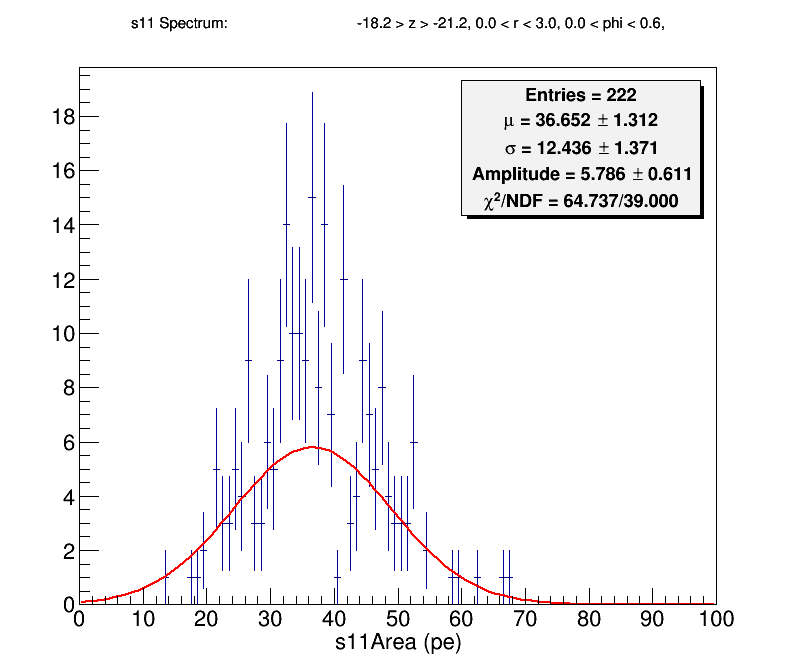 s11 Spectrum: -18.2 > z > -21.2, 0.0 < r < 3.0, 0.0 < phi < 0.6,
Entries = 222
μ = 36.652 ± 1.312
σ = 12.436 ± 1.371
Amplitude = 5.786 ± 0.611
χ²/NDF = 64.737/39.000
18
16
14
12
10
8
6
4
2
0
0 10 20 30 40 50 60 70 80 90 100
s11Area (pe)